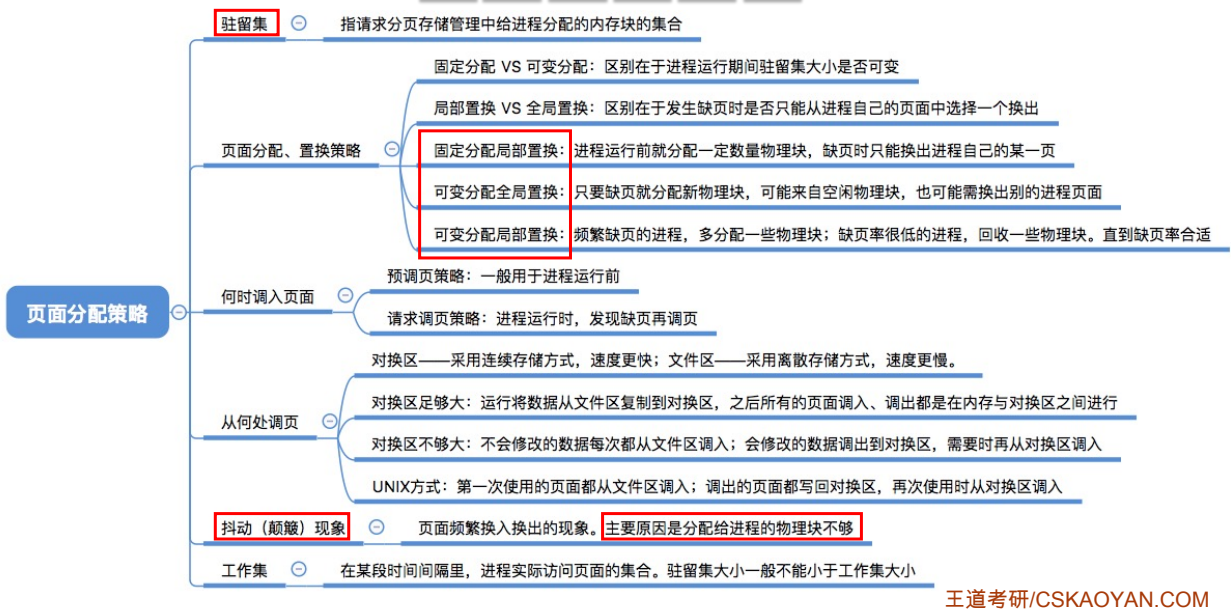 驻留集
指请求分页存储管理中给进程分配的内存块的集合
固定分配 VS 可变分配：区别在于进程运行期间驻留集大小是否可变
局部置换 VS 全局置换：区别在于发生缺页时是否只能从进程自己的页面中选择一个换出
页面分配、置换策略
固定分配局部置换：进程运行前就分配一定数量物理块，缺页时只能换出进程自己的某一页
可变分配全局置换：只要缺页就分配新物理块，可能来自空闲物理块，也可能需换出别的进程页面
可变分配局部置换：频繁缺页的进程，多分配一些物理块；缺页率很低的进程，回收一些物理块。直到缺页率合适
页面分配策略
何时调入页面
预调页策略：一般用于进程运行前
请求调页策略：进程运行时，发现缺页再调页
从何处调页
对换区——采用连续存储方式，速度更快；文件区——采用离散存储方式，速度更慢。
对换区足够大：运行将数据从文件区复制到对换区，之后所有的页面调入、调出都是在内存与对换区之间进行
对换区不够大：不会修改的数据每次都从文件区调入；会修改的数据调出到对换区，需要时再从对换区调入
UNIX方式：第一次使用的页面都从文件区调入；调出的页面都写回对换区，再次使用时从对换区调入
抖动（颠簸）现象
页面频繁换入换出的现象。主要原因是分配给进程的物理块不够
工作集
在某段时间间隔里，进程实际访问页面的集合。驻留集大小一般不能小于工作集大小
王道考研/CSKAOYAN.COM